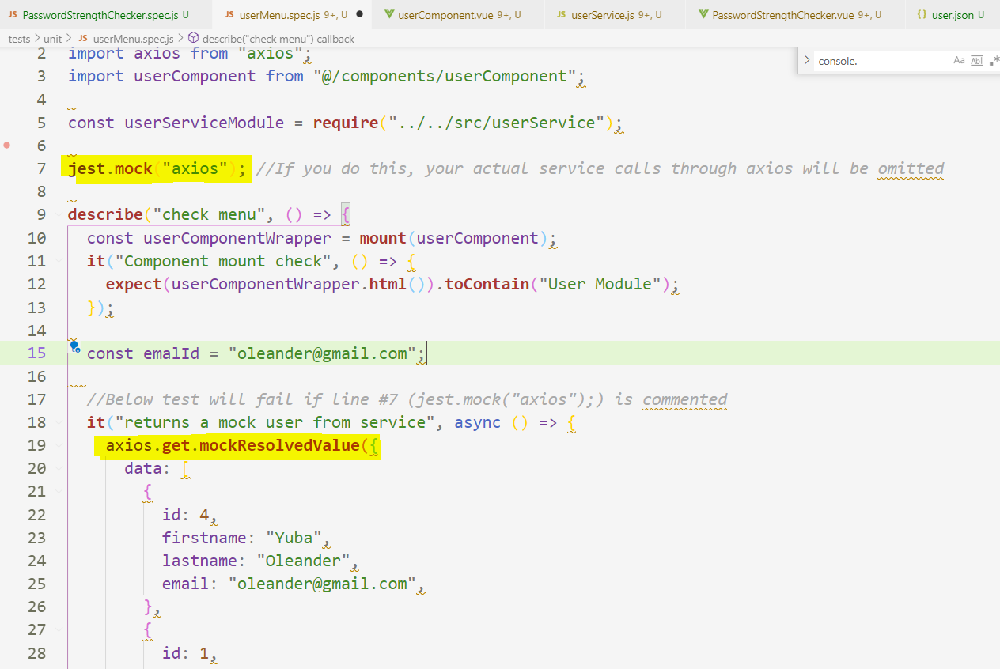 JS PasswordStrengthChecker.spec.js U
JS userMenu.spec.js 9+, U
userComponent.vue 9+, U
JS userService.js 9+, U
PasswordStrengthChecker.vue 9+, U
{} user.json U
tests > unit > JS userMenu.spec.js > describe("check menu") callback
> console. Aa Abl .*
2 import axios from "axios";
3 import userComponent from "@/components/userComponent";
4
5 const userServiceModule = require("../../src/userService");
6
7 jest.mock("axios"); //If you do this, your actual service calls through axios will be omitted
8
9 describe("check menu", () => {
10 const userComponentWrapper = mount(userComponent);
11 it("Component mount check", () => {
12 expect(userComponentWrapper.html()).toContain("User Module");
13 });
14
15 const emalId = "oleander@gmail.com";
16
17 //Below test will fail if line #7 (jest.mock("axios");) is commented
18 it("returns a mock user from service", async () => {
19 axios.get.mockResolvedValue({
20 data: [
21 {
22 id: 4,
23 firstname: "Yuba",
24 lastname: "Oleander",
25 email: "oleander@gmail.com",
26 },
27 {
28 id: 1,